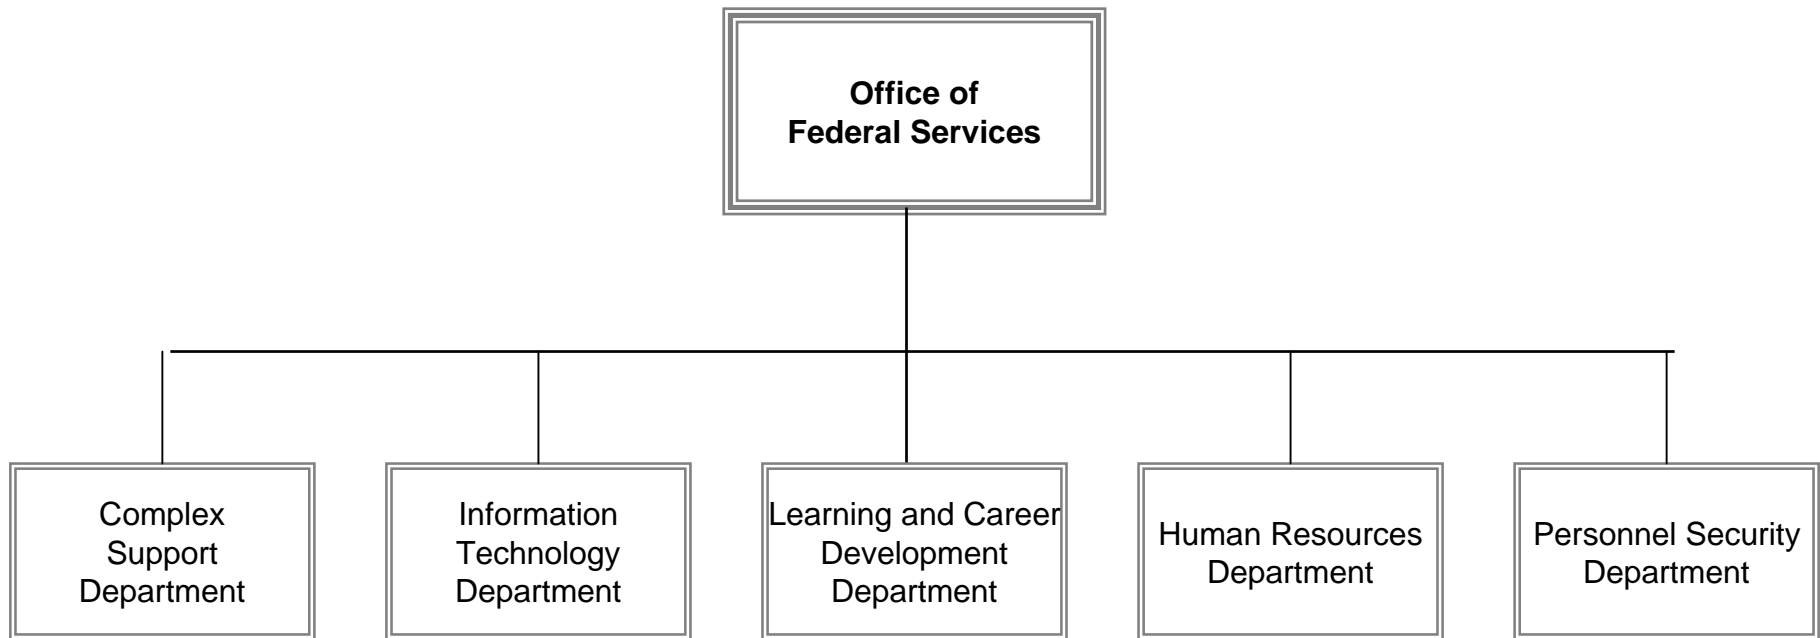 Office of
Federal Services
Complex
Support
Department
Information
Technology
Department
Learning and Career
Development
Department
Human Resources
Department
Personnel Security
Department